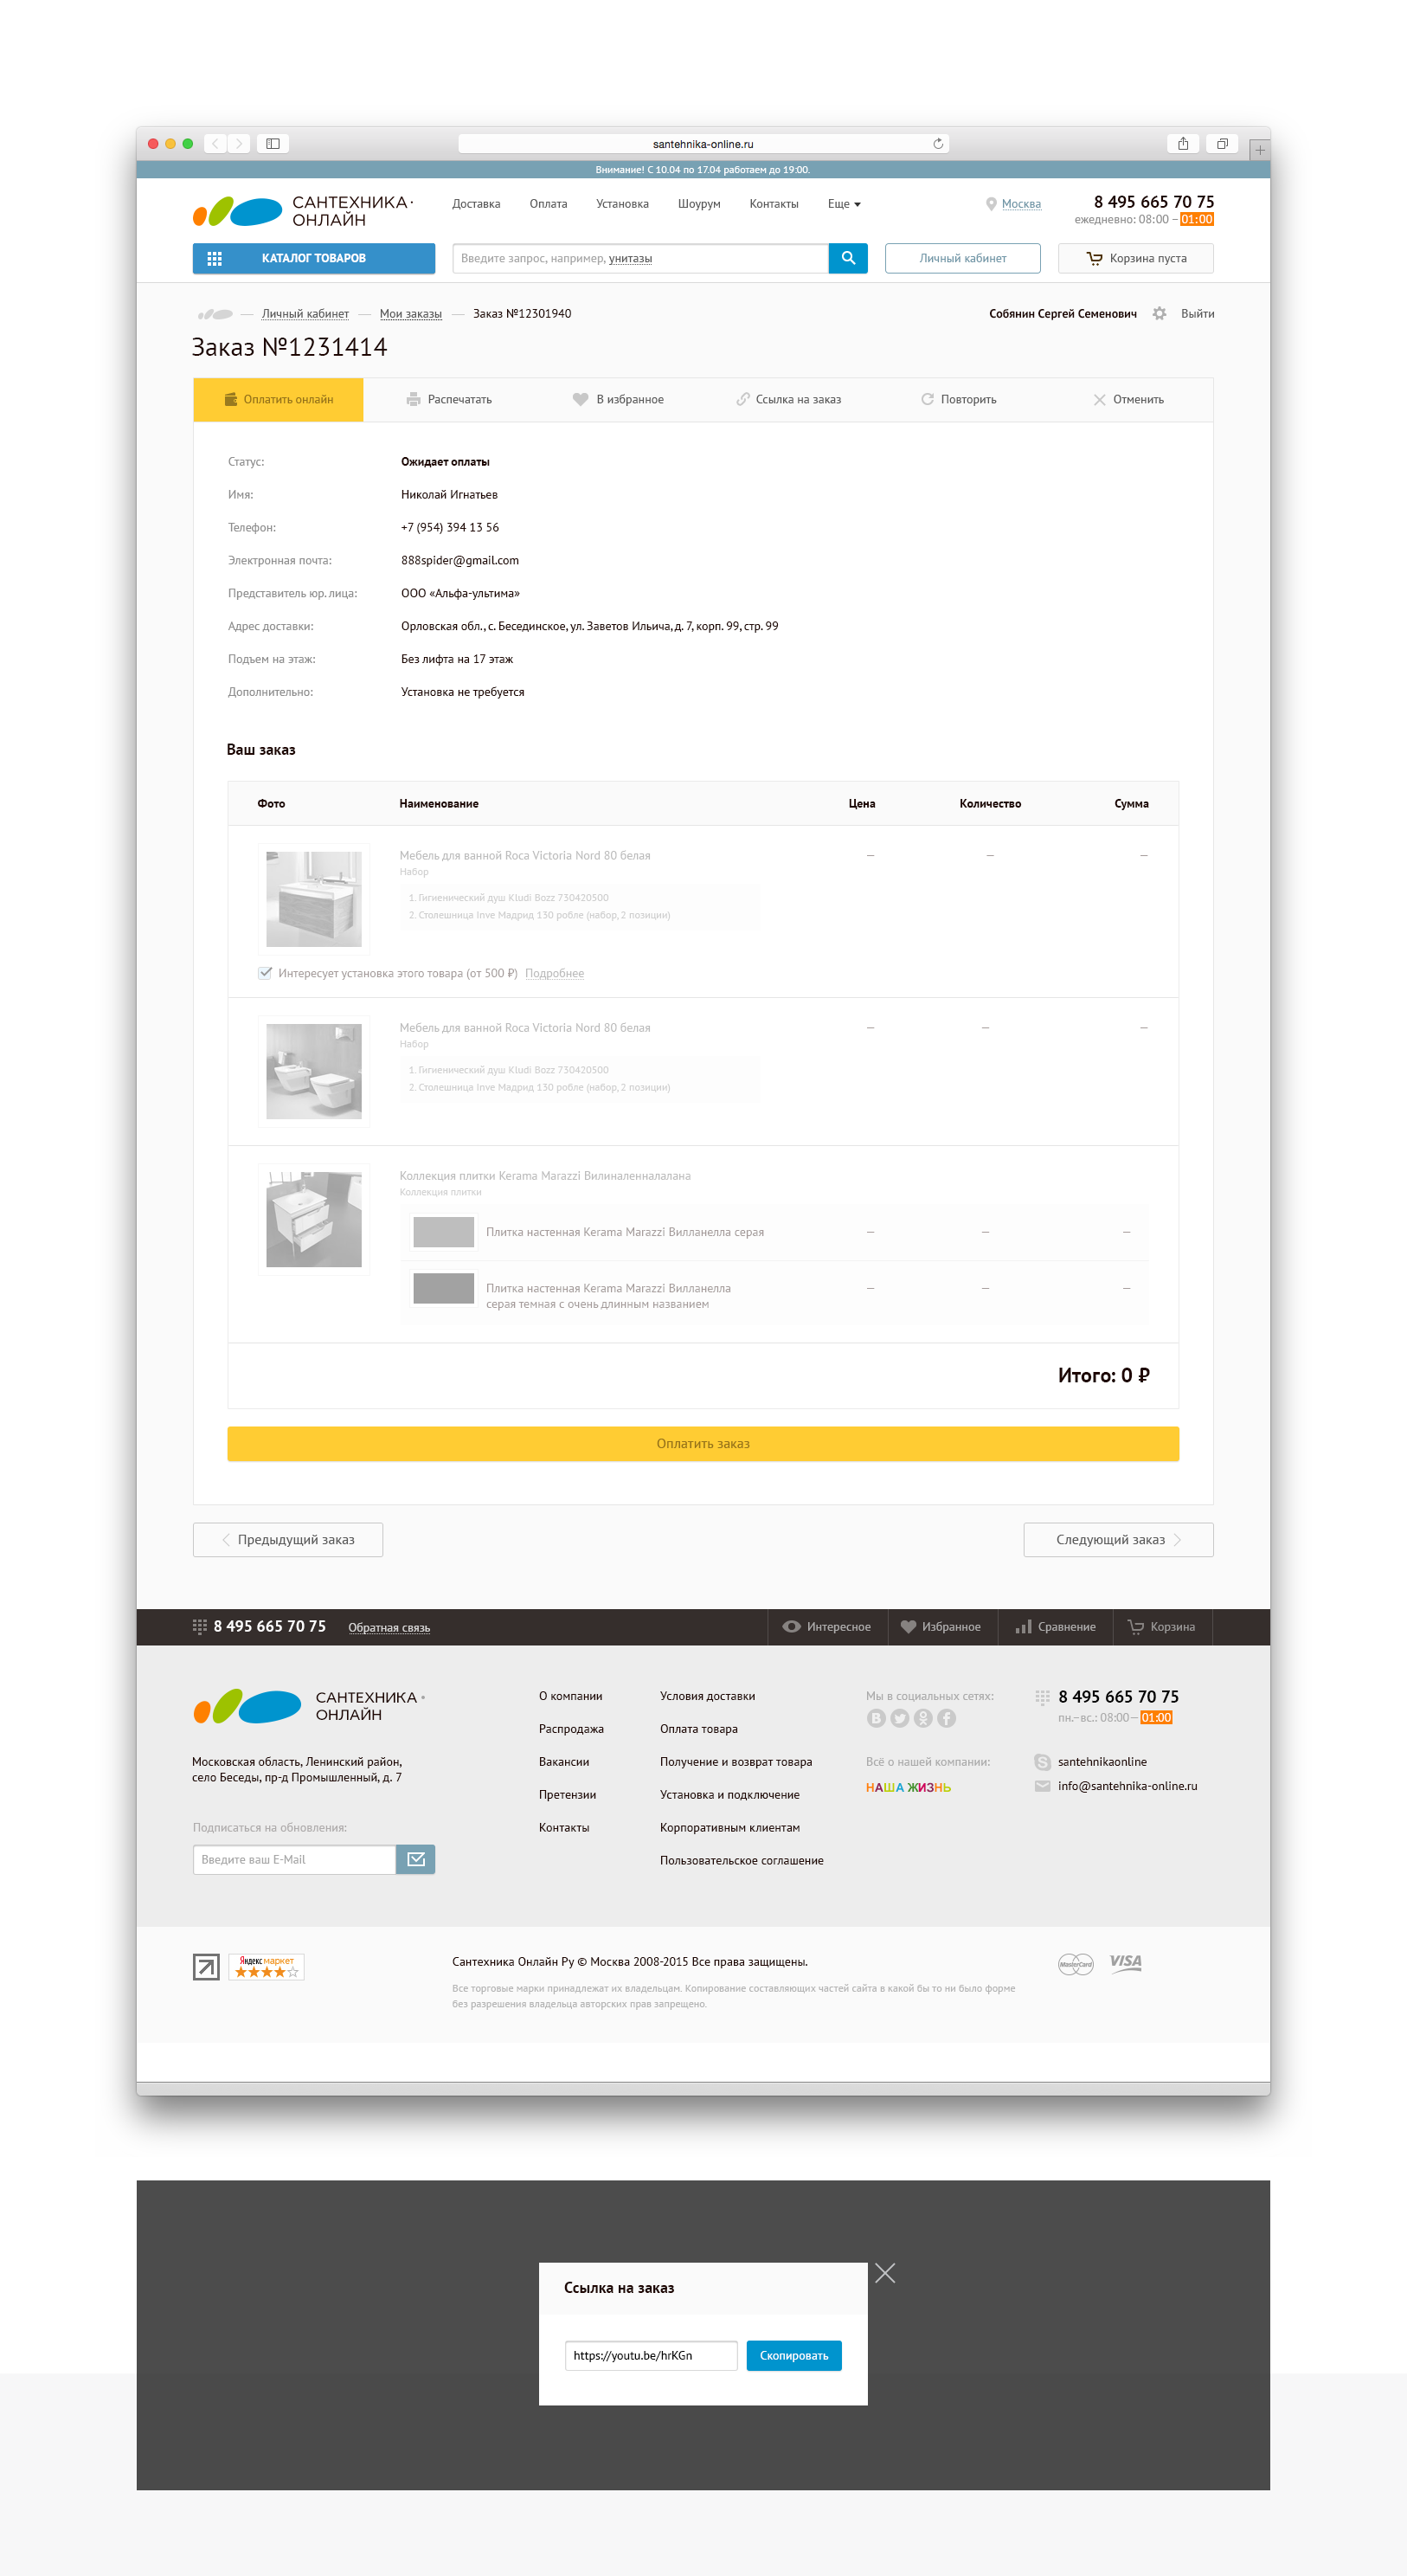 santehnika-online.ru
Внимание! С 10.04 по 17.04 работаем до 19:00.
САНТЕХНИКА·
ОНЛАЙН
Доставка Оплата Установка Шоурум Контакты Еще
Москва
8 495 665 70 75
ежедневно: 08:00 – 01:00
КАТАЛОГ ТОВАРОВ
Введите запрос, например, унитазы
Личный кабинет
Корзина пуста
— Личный кабинет — Мои заказы — Заказ №12301940
Собянин Сергей Семенович Выйти
Заказ №1231414
Оплатить онлайн Распечатать В избранное Ссылка на заказ Повторить Отменить
Статус: Ожидает оплаты
Имя: Николай Игнатьев
Телефон: +7 (954) 394 13 56
Электронная почта: 888spider@gmail.com
Представитель юр. лица: ООО «Альфа-ультима»
Адрес доставки: Орловская обл., с. Бесединское, ул. Заветов Ильича, д. 7, корп. 99, стр. 99
Подъем на этаж: Без лифта на 17 этаж
Дополнительно: Установка не требуется
Ваш заказ
Фото Наименование Цена Количество Сумма
Мебель для ванной Roca Victoria Nord 80 белая — — —
Набор
1. Гигиенический душ Kludi Bozz 730420500
2. Столешница Inve Мадрид 130 робле (набор, 2 позиции)
Интересует установка этого товара (от 500 ₽) Подробнее
Мебель для ванной Roca Victoria Nord 80 белая — — —
Набор
1. Гигиенический душ Kludi Bozz 730420500
2. Столешница Inve Мадрид 130 робле (набор, 2 позиции)
Коллекция плитки Kerama Marazzi Вилиналенналалана
Коллекция плитки
Плитка настенная Kerama Marazzi Вилланелла серая — — —
Плитка настенная Kerama Marazzi Вилланелла — — —
серая темная с очень длинным названием
Итого: 0 ₽
Оплатить заказ
Предыдущий заказ
Следующий заказ
8 495 665 70 75 Обратная связь Интересное Избранное Сравнение Корзина
САНТЕХНИКА·
ОНЛАЙН
Московская область, Ленинский район,
село Беседы, пр-д Промышленный, д. 7
Подписаться на обновления:
Введите ваш E-Mail
О компании
Распродажа
Вакансии
Претензии
Контакты
Условия доставки
Оплата товара
Получение и возврат товара
Установка и подключение
Корпоративным клиентам
Пользовательское соглашение
Мы в социальных сетях:
Всё о нашей компании:
НАША ЖИЗНЬ
8 495 665 70 75
пн.–вс.: 08:00 – 01:00
santehnikaonline
info@santehnika-online.ru
Яндекс маркет
Сантехника Онлайн Ру © Москва 2008-2015 Все права защищены.
Все торговые марки принадлежат их владельцам. Копирование составляющих частей сайта в какой бы то ни было форме
без разрешения владельца авторских прав запрещено.
MasterCard VISA
Ссылка на заказ
https://youtu.be/hrKGn
Скопировать